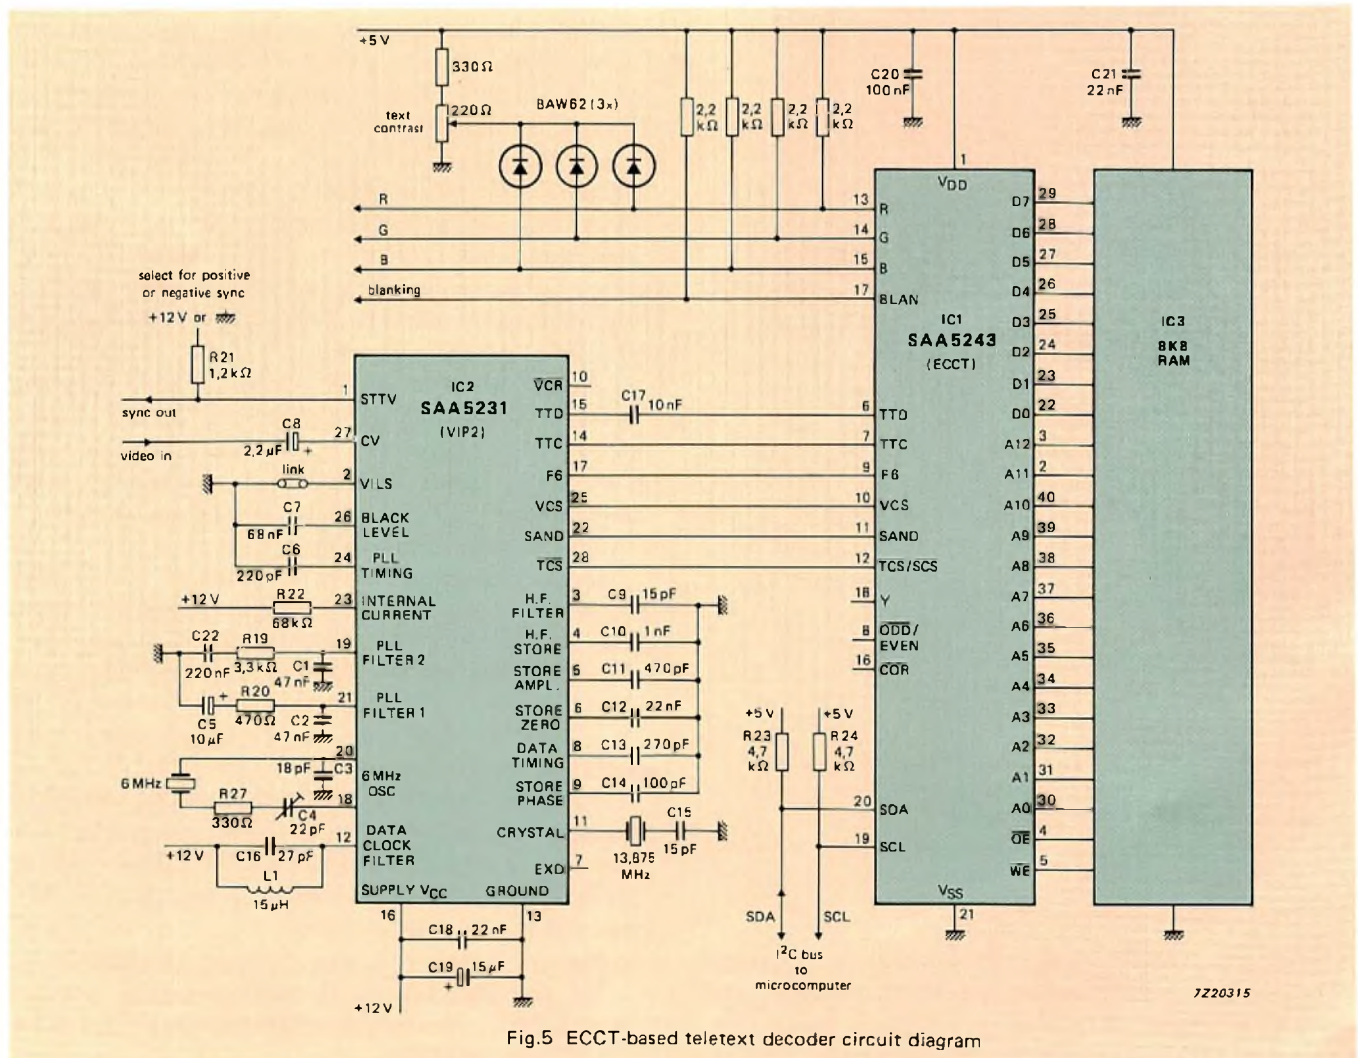 +5 V
330 Ω
220 Ω
text
contrast
BAW62 (3x)
2,2
kΩ
2,2
kΩ
2,2
kΩ
2,2
kΩ
C20
100 nF
C21
22 nF
R
G
B
blanking
select for positive
or negative sync
+12 V or
R21
1,2 kΩ
sync out
video in
C8
2,2 µF
+
link
C7
68 nF
C6
220 pF
+12 V
R22
68 kΩ
C22
220 nF
R19
3,3 kΩ
C1
47 nF
C5
10 µF
+
R20
470 Ω
C2
47 nF
18 pF
C3
6 MHz
R27
330 Ω
C4
22 pF
+12 V
C16
27 pF
L1
15 µH
IC2
SAA5231
(VIP2)
1 STTV
27 CV
2 VILS
26 BLACK
LEVEL
24 PLL
TIMING
23 INTERNAL
CURRENT
19 PLL
FILTER 2
21 PLL
FILTER 1
20
6 MHz
OSC
18
12 DATA
CLOCK
FILTER
SUPPLY VCC
16
GROUND
13
VCR 10
TTD 15
TTC 14
F6 17
VCS 25
SAND 22
TCS 28
H.F.
FILTER 3
H.F.
STORE 4
STORE
AMPL. 5
STORE
ZERO 6
DATA
TIMING 8
STORE
PHASE 9
CRYSTAL 11
EXD 7
C17
10 nF
C9 15 pF
C10 1 nF
C11 470 pF
C12 22 nF
C13 270 pF
C14 100 pF
13,875
MHz
C15
15 pF
C18 22 nF
C19 15 µF
+
+12 V
1
VDD
IC1
SAA5243
(ECCT)
13 R
14 G
15 B
17 BLAN
6 TTD
7 TTC
9 F6
10 VCS
11 SAND
12 TCS/SCS
18 Y
8 ODD/
EVEN
16 COR
20 SDA
19 SCL
VSS
21
D7 29
D6 28
D5 27
D4 26
D3 25
D2 24
D1 23
D0 22
A12 3
A11 2
A10 40
A9 39
A8 38
A7 37
A6 36
A5 35
A4 34
A3 33
A2 32
A1 31
A0 30
OE 4
WE 5
IC3
8K8
RAM
+5 V
R23
4,7
kΩ
+5 V
R24
4,7
kΩ
SDA
SCL
I2C bus
to
microcomputer
7Z20315
Fig.5 ECCT-based teletext decoder circuit diagram